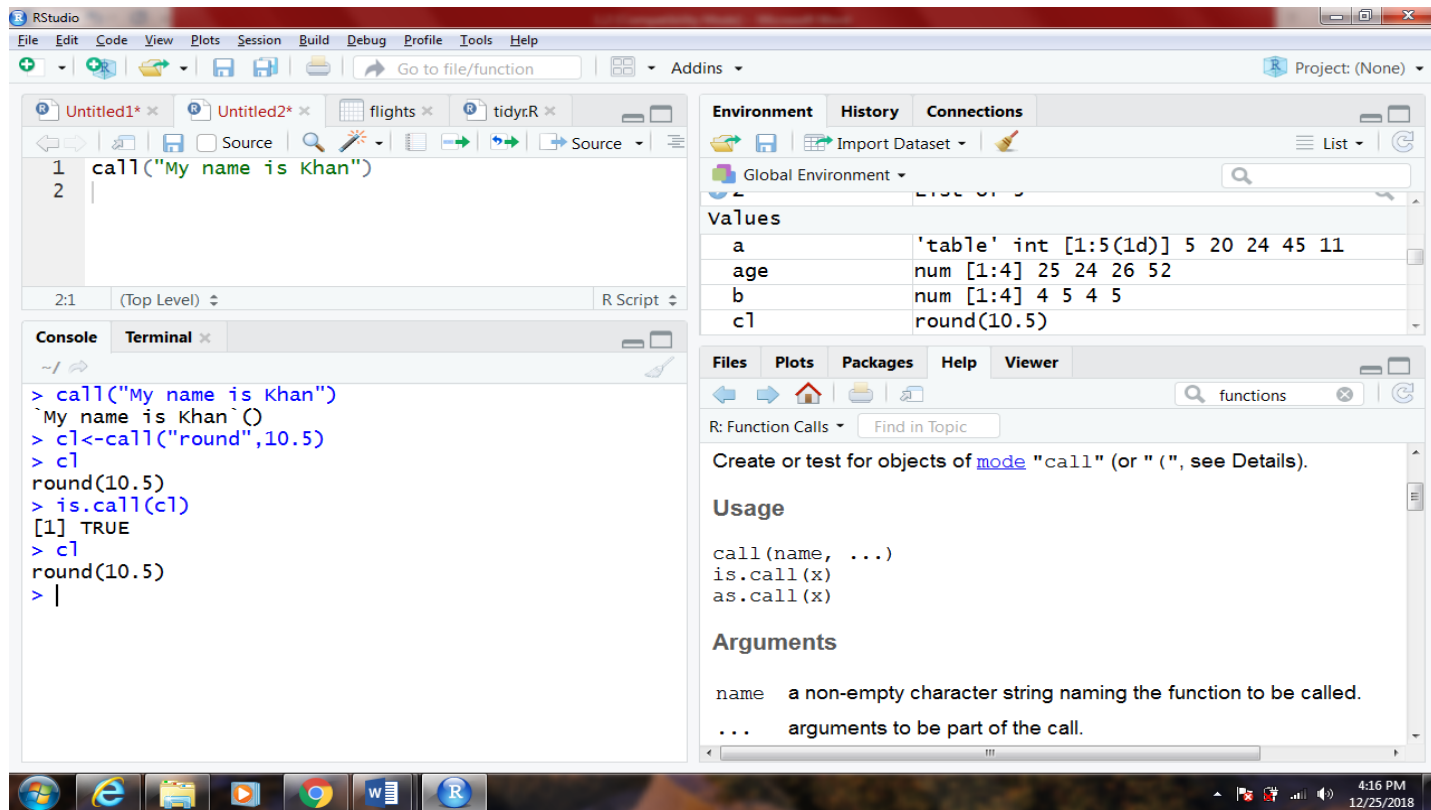 RStudio
File Edit Code View Plots Session Build Debug Profile Tools Help
Go to file/function Addins Project: (None)
Untitled1* Untitled2* flights tidyr.R
Source Source
1 call("My name is Khan")
2
2:1 (Top Level) R Script
Console Terminal
~/
> call("My name is Khan")
`My name is Khan`()
> cl<-call("round",10.5)
> cl
round(10.5)
> is.call(cl)
[1] TRUE
> cl
round(10.5)
>
Environment History Connections
Import Dataset List
Global Environment
Values
a 'table' int [1:5(1d)] 5 20 24 45 11
age num [1:4] 25 24 26 52
b num [1:4] 4 5 4 5
cl round(10.5)
Files Plots Packages Help Viewer
functions
R: Function Calls Find in Topic
Create or test for objects of mode "call" (or "(", see Details).
Usage
call(name, ...)
is.call(x)
as.call(x)
Arguments
name a non-empty character string naming the function to be called.
... arguments to be part of the call.
4:16 PM
12/25/2018